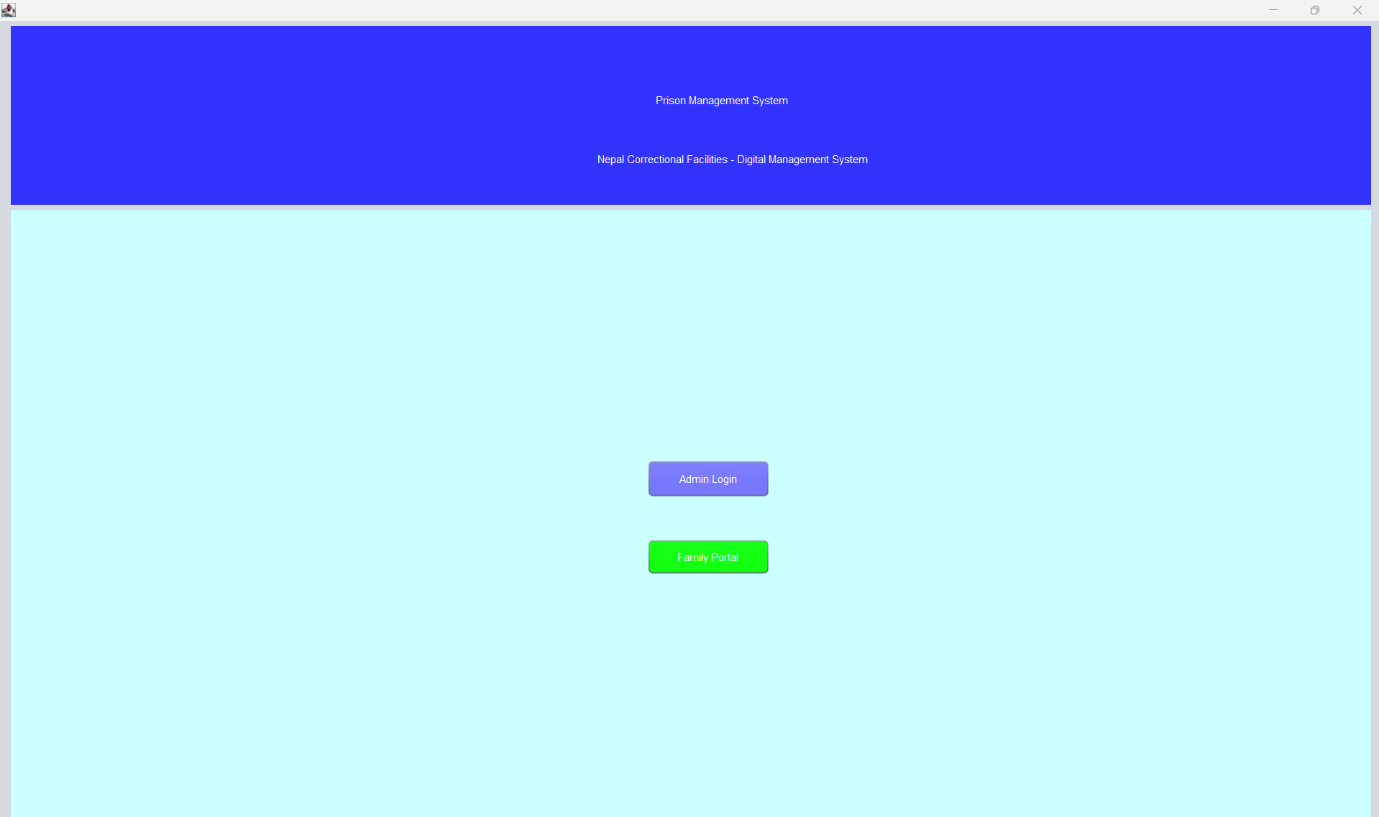 Prison Management System
Nepal Correctional Facilities - Digital Management System
Admin Login
Family Portal